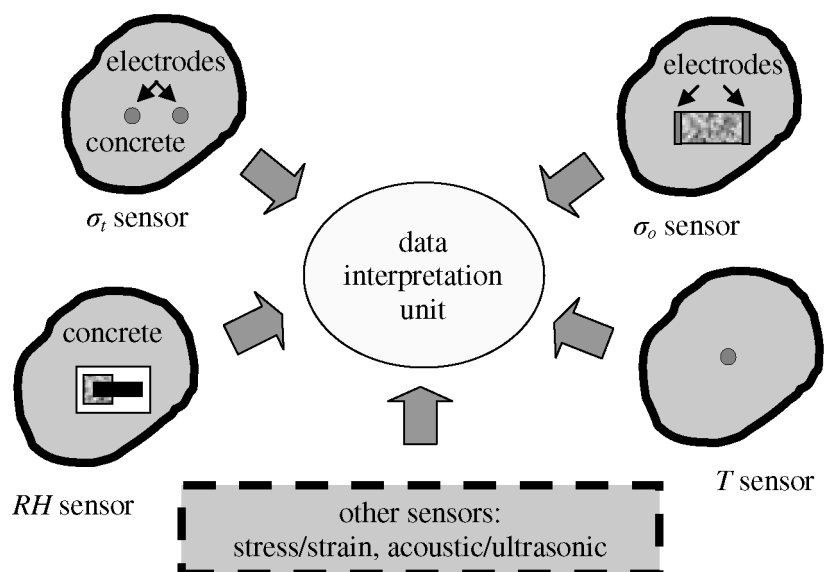 electrodes
concrete
σt sensor
electrodes
σo sensor
data
interpretation
unit
concrete
RH sensor
T sensor
other sensors:
stress/strain, acoustic/ultrasonic